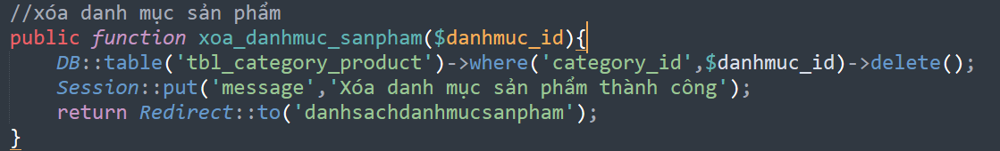 //xóa danh mục sản phẩm
public function xoa_danhmuc_sanpham($danhmuc_id){
    DB::table('tbl_category_product')->where('category_id',$danhmuc_id)->delete();
    Session::put('message','Xóa danh mục sản phẩm thành công');
    return Redirect::to('danhsachdanhmucsanpham');
}